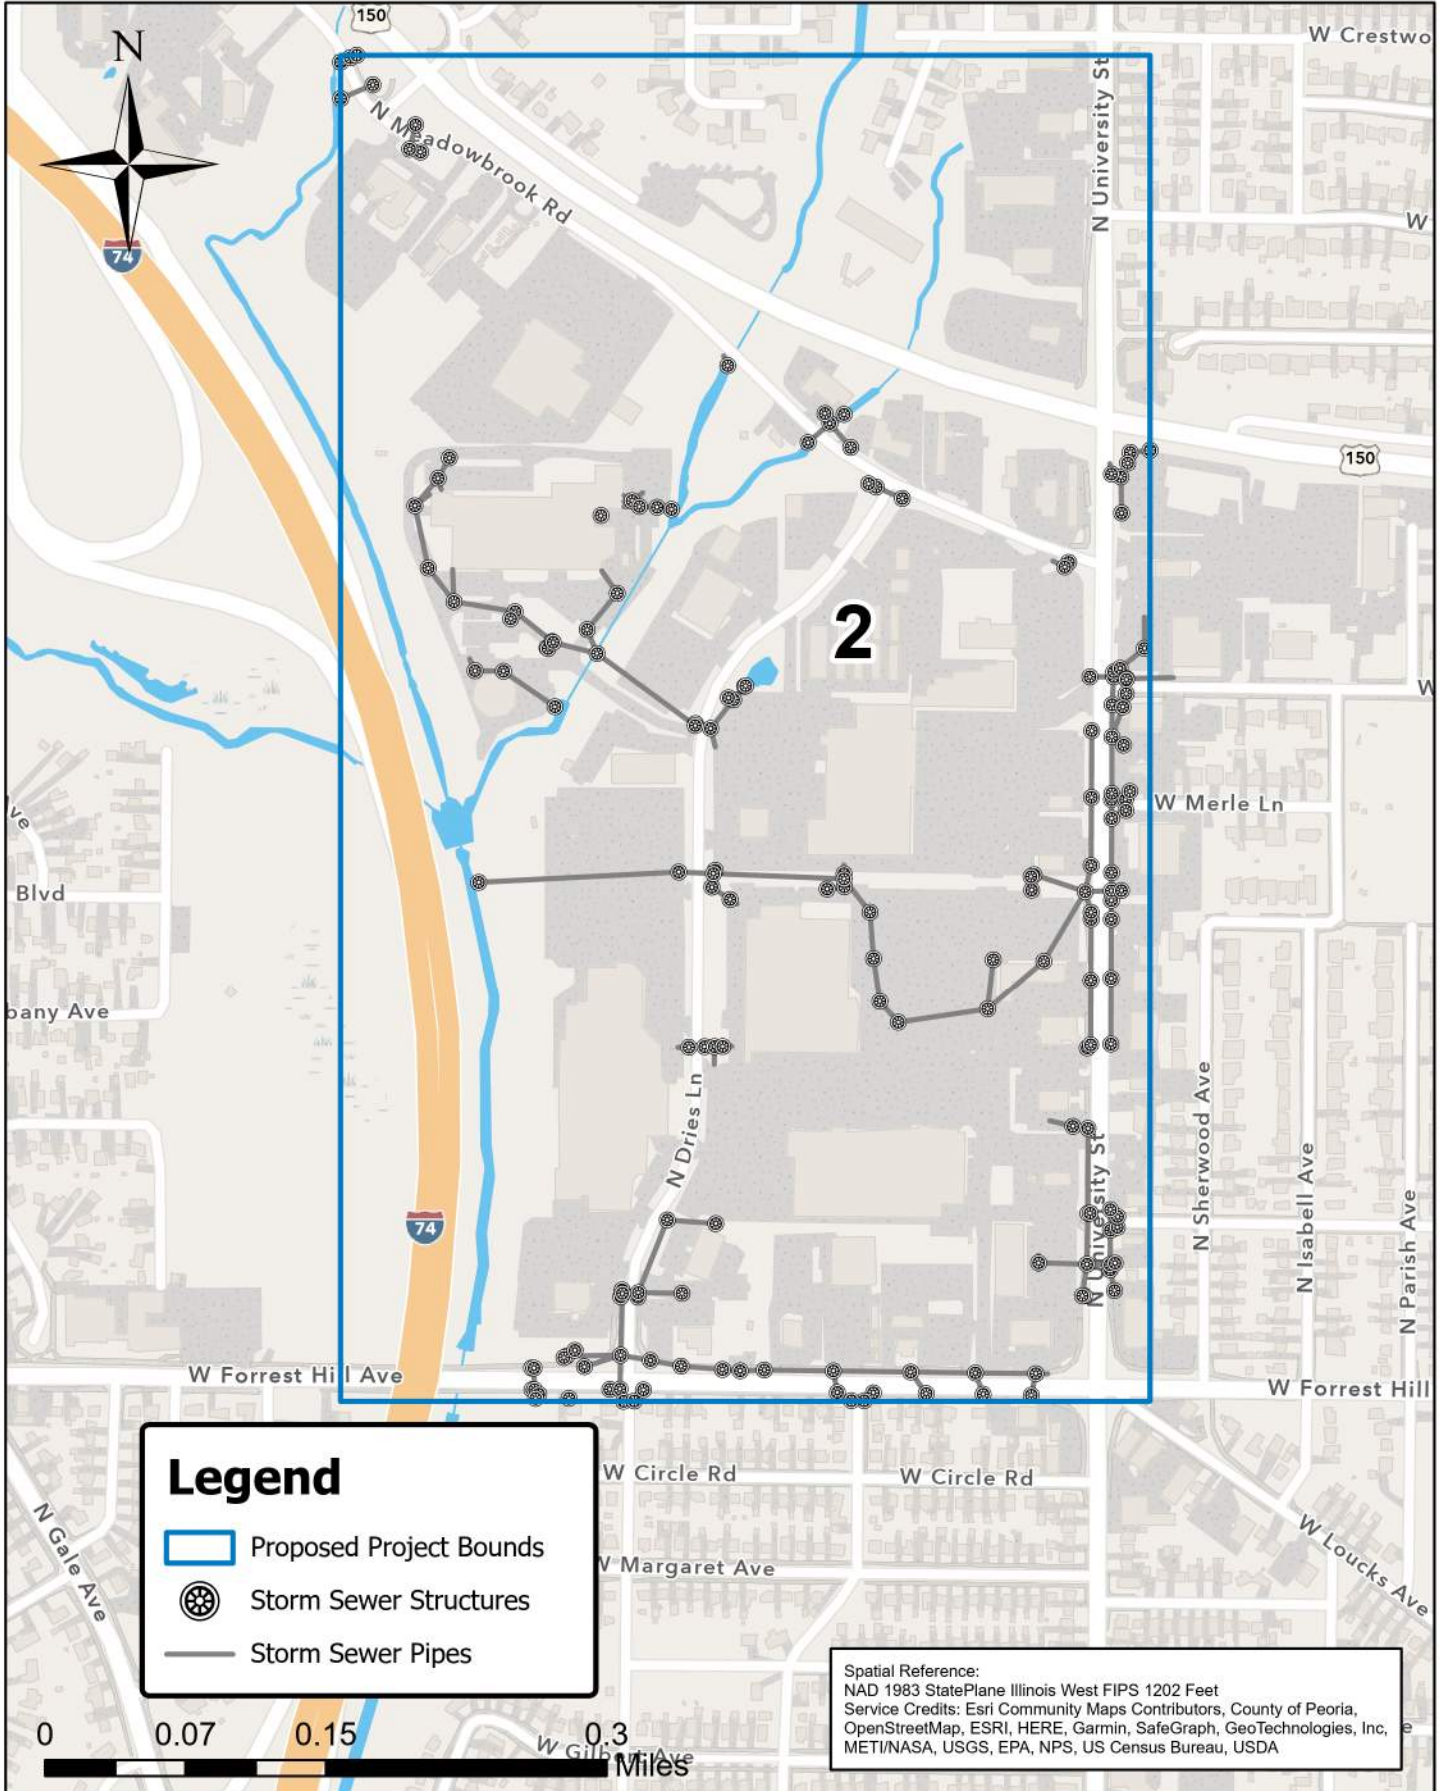 150
W Crestwo
N
N University St
N Meadowbrook Rd
W
74
150
2
W
W Merle Ln
lve
Blvd
bany Ave
N Dries Ln
N Sherwood Ave
N University St
N Isabell Ave
N Parish Ave
74
W Forrest Hill Ave
W Forrest Hill
Legend
Proposed Project Bounds
Storm Sewer Structures
Storm Sewer Pipes
W Circle Rd
W Circle Rd
W Margaret Ave
N Gale Ave
W Loucks Ave
W Gilbert Ave
e
Spatial Reference:
NAD 1983 StatePlane Illinois West FIPS 1202 Feet
Service Credits: Esri Community Maps Contributors, County of Peoria,
OpenStreetMap, ESRI, HERE, Garmin, SafeGraph, GeoTechnologies, Inc,
METI/NASA, USGS, EPA, NPS, US Census Bureau, USDA
0 0.07 0.15 0.3
Miles